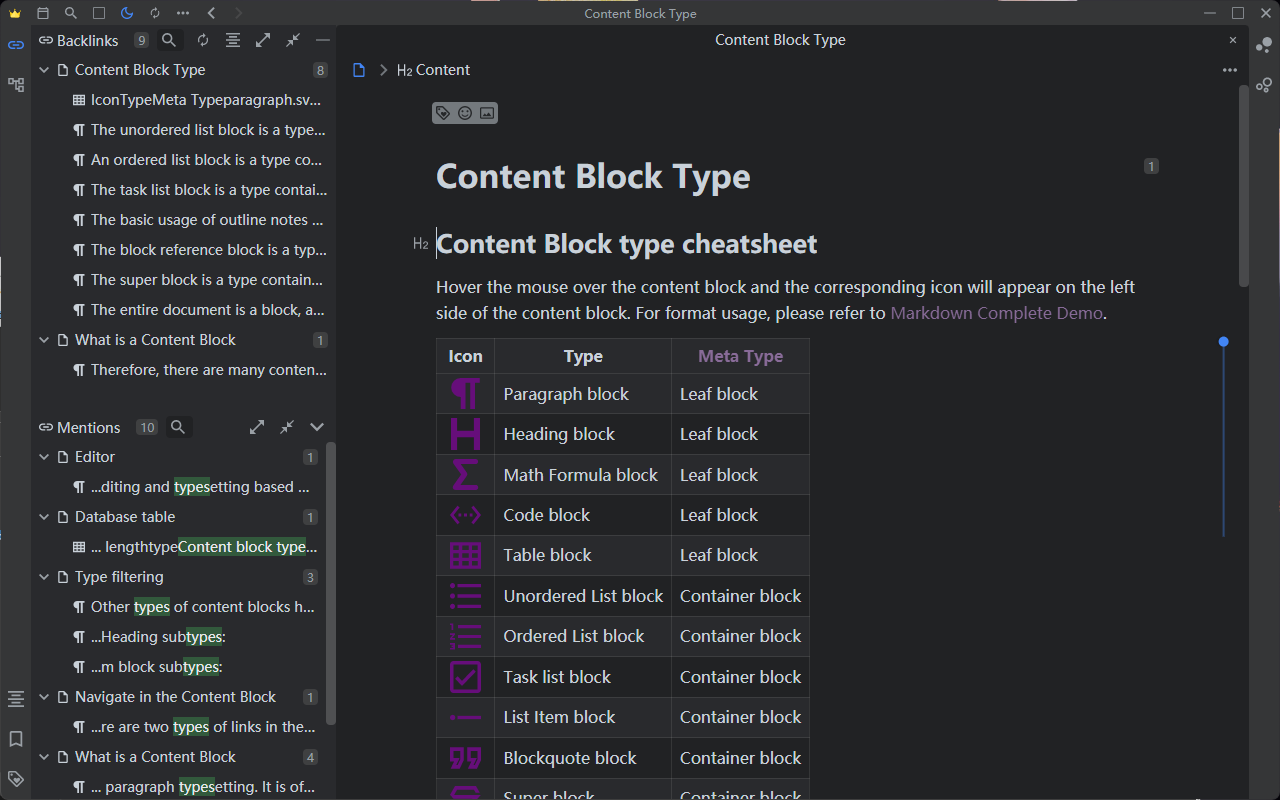 Content Block Type
Backlinks 9
Content Block Type 8
IconTypeMeta Typeparagraph.sv...
The unordered list block is a type...
An ordered list block is a type co...
The task list block is a type contai...
The basic usage of outline notes ...
The block reference block is a typ...
The super block is a type contain...
The entire document is a block, a...
What is a Content Block 1
Therefore, there are many conten...
Mentions 10
Editor 1
...diting and typesetting based ...
Database table 1
... lengthtypeContent block type...
Type filtering 3
Other types of content blocks h...
...Heading subtypes:
...m block subtypes:
Navigate in the Content Block 1
...re are two types of links in the...
What is a Content Block 4
... paragraph typesetting. It is of...
Content Block Type
H2 Content
Content Block Type 1
H2 Content Block type cheatsheet
Hover the mouse over the content block and the corresponding icon will appear on the left
side of the content block. For format usage, please refer to Markdown Complete Demo.
Icon Type Meta Type
Paragraph block Leaf block
Heading block Leaf block
Math Formula block Leaf block
Code block Leaf block
Table block Leaf block
Unordered List block Container block
Ordered List block Container block
Task list block Container block
List Item block Container block
Blockquote block Container block
Super block Container block